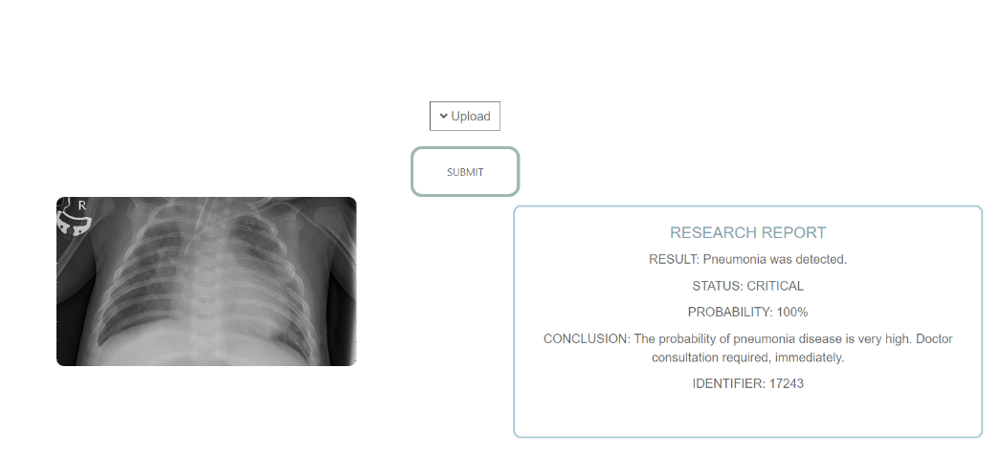 Upload
SUBMIT
R
RESEARCH REPORT
RESULT: Pneumonia was detected.
STATUS: CRITICAL
PROBABILITY: 100%
CONCLUSION: The probability of pneumonia disease is very high. Doctor
consultation required, immediately.
IDENTIFIER: 17243